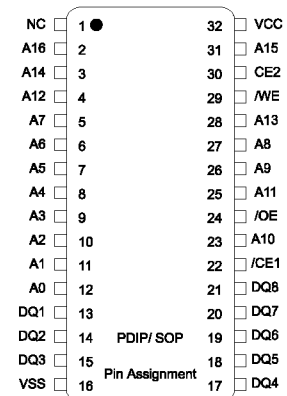 NC 1 32 VCC
A16 2 31 A15
A14 3 30 CE2
A12 4 29 /WE
A7 5 28 A13
A6 6 27 A8
A5 7 26 A9
A4 8 25 A11
A3 9 24 /OE
A2 10 23 A10
A1 11 22 /CE1
A0 12 21 DQ8
DQ1 13 20 DQ7
DQ2 14 PDIP/ SOP 19 DQ6
DQ3 15 Pin Assignment 18 DQ5
VSS 16 17 DQ4